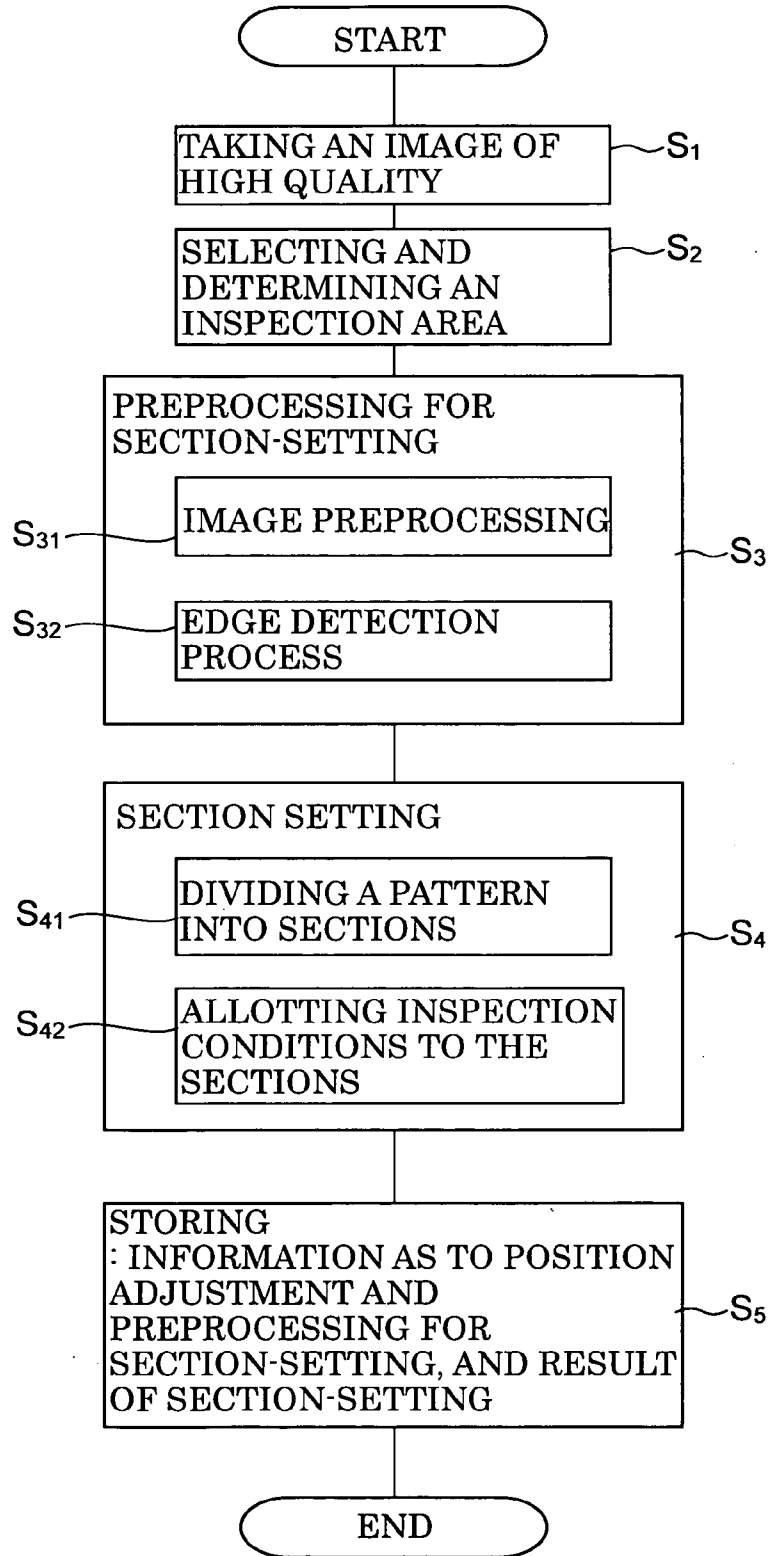 START
TAKING AN IMAGE OF
HIGH QUALITY
S1
SELECTING AND
DETERMINING AN
INSPECTION AREA
S2
PREPROCESSING FOR
SECTION-SETTING
S31
IMAGE PREPROCESSING
S3
S32
EDGE DETECTION
PROCESS
SECTION SETTING
S41
DIVIDING A PATTERN
INTO SECTIONS
S4
S42
ALLOTTING INSPECTION
CONDITIONS TO THE
SECTIONS
STORING
: INFORMATION AS TO POSITION
ADJUSTMENT AND
PREPROCESSING FOR
SECTION-SETTING, AND RESULT
OF SECTION-SETTING
S5
END